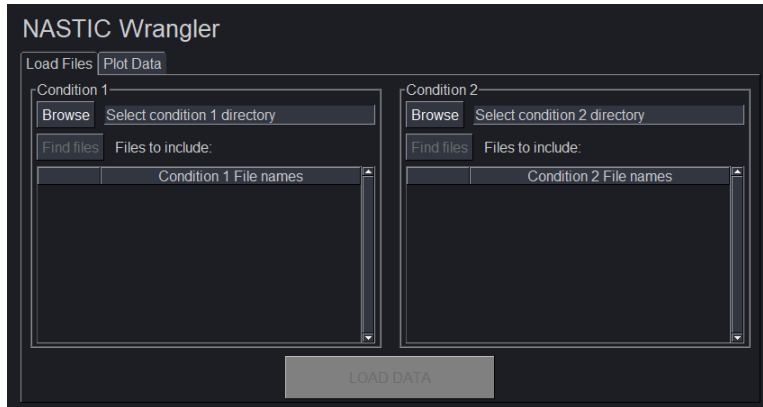 NASTIC Wrangler
Load Files Plot Data
Condition 1
Browse Select condition 1 directory
Find files Files to include:
Condition 1 File names
Condition 2
Browse Select condition 2 directory
Find files Files to include:
Condition 2 File names
LOAD DATA